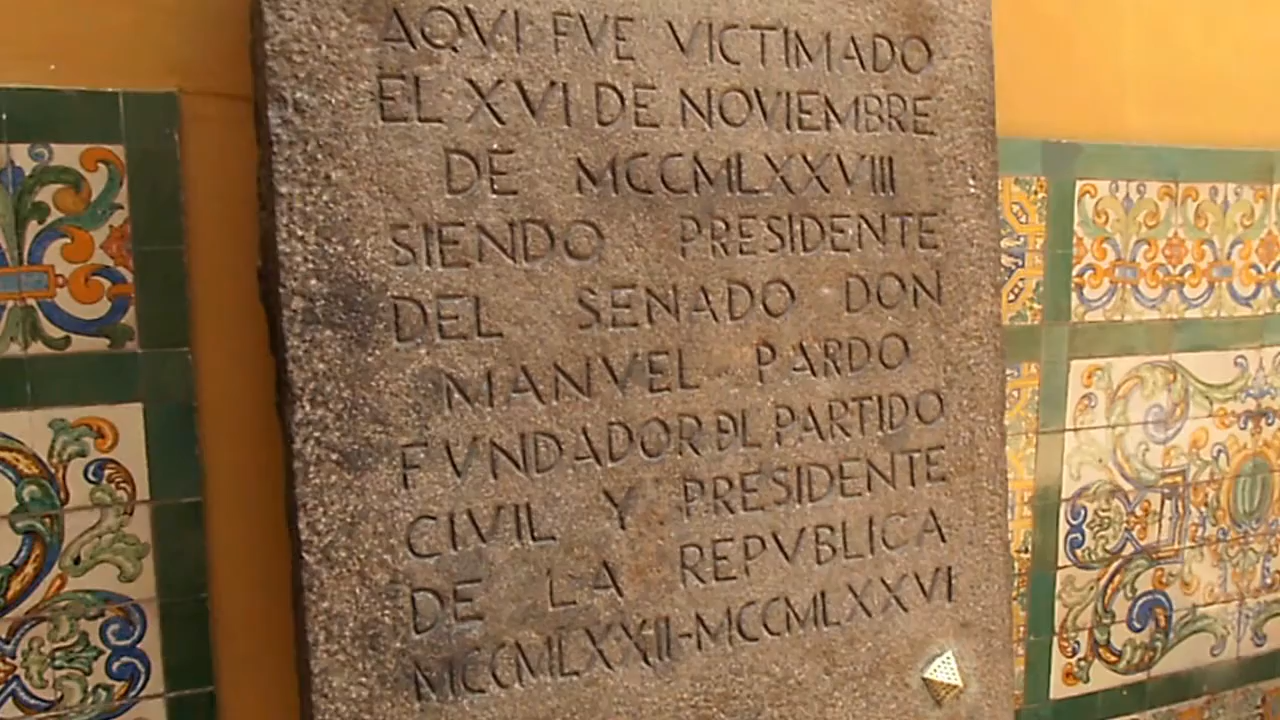 AQVI FVE VICTIMADO
EL XVI DE NOVIEMBRE
DE MCCMLXXVIII
SIENDO PRESIDENTE
DEL SENADO DON
MANVEL PARDO
FVNDADOR DL PARTIDO
CIVIL Y PRESIDENTE
DE LA REPVBLICA
MCCMLXXII-MCCMLXXVI